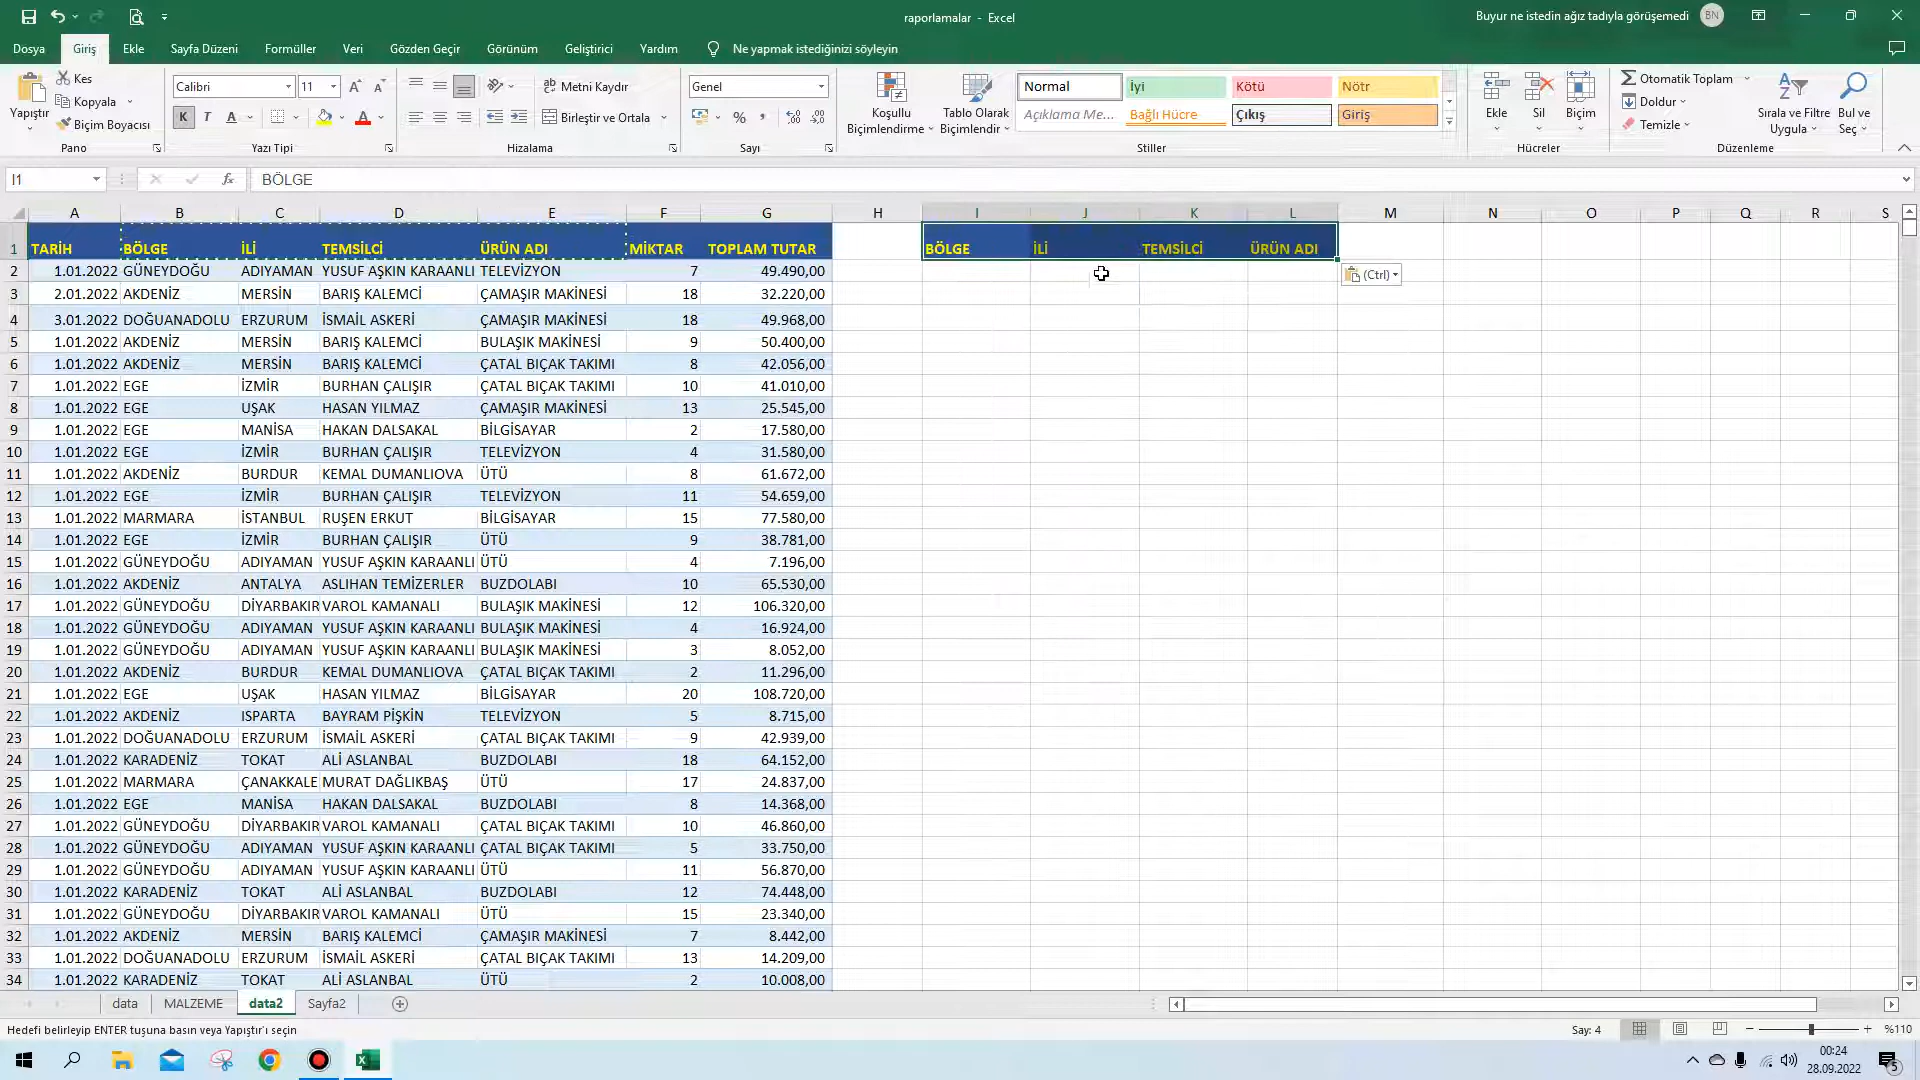 raporlamalar - Excel
Buyur ne istedin ağız tadıyla görüşemedi BN
Dosya Giriş Ekle Sayfa Düzeni Formüller Veri Gözden Geçir Görünüm Geliştirici Yardım Ne yapmak istediğinizi söyleyin
Yapıştır
Kes
Kopyala
Biçim Boyacısı
Pano
Calibri 11
K T A
Yazı Tipi
Metni Kaydır
Birleştir ve Ortala
Hizalama
Genel
Sayı
Koşullu Biçimlendirme
Tablo Olarak Biçimlendir
Normal İyi Kötü Nötr
Açıklama Me... Bağlı Hücre Çıkış Giriş
Stiller
Ekle Sil Biçim
Hücreler
Otomatik Toplam
Doldur
Temizle
Sırala ve Filtre Uygula
Bul ve Seç
Düzenleme
I1 fx BÖLGE
A B C D E F G H I J K L M N O P Q R S
1 TARİH BÖLGE İLİ TEMSİLCİ ÜRÜN ADI MİKTAR TOPLAM TUTAR BÖLGE İLİ TEMSİLCİ ÜRÜN ADI
2 1.01.2022 GÜNEYDOĞU ADIYAMAN YUSUF AŞKIN KARAANLI TELEVİZYON 7 49.490,00
(Ctrl)
3 2.01.2022 AKDENİZ MERSİN BARIŞ KALEMCİ ÇAMAŞIR MAKİNESİ 18 32.220,00
4 3.01.2022 DOĞUANADOLU ERZURUM İSMAİL ASKERİ ÇAMAŞIR MAKİNESİ 18 49.968,00
5 1.01.2022 AKDENİZ MERSİN BARIŞ KALEMCİ BULAŞIK MAKİNESİ 9 50.400,00
6 1.01.2022 AKDENİZ MERSİN BARIŞ KALEMCİ ÇATAL BIÇAK TAKIMI 8 42.056,00
7 1.01.2022 EGE İZMİR BURHAN ÇALIŞIR ÇATAL BIÇAK TAKIMI 10 41.010,00
8 1.01.2022 EGE UŞAK HASAN YILMAZ ÇAMAŞIR MAKİNESİ 13 25.545,00
9 1.01.2022 EGE MANİSA HAKAN DALSAKAL BİLGİSAYAR 2 17.580,00
10 1.01.2022 EGE İZMİR BURHAN ÇALIŞIR TELEVİZYON 4 31.580,00
11 1.01.2022 AKDENİZ BURDUR KEMAL DUMANLIOVA ÜTÜ 8 61.672,00
12 1.01.2022 EGE İZMİR BURHAN ÇALIŞIR TELEVİZYON 11 54.659,00
13 1.01.2022 MARMARA İSTANBUL RUŞEN ERKUT BİLGİSAYAR 15 77.580,00
14 1.01.2022 EGE İZMİR BURHAN ÇALIŞIR ÜTÜ 9 38.781,00
15 1.01.2022 GÜNEYDOĞU ADIYAMAN YUSUF AŞKIN KARAANLI ÜTÜ 4 7.196,00
16 1.01.2022 AKDENİZ ANTALYA ASLIHAN TEMİZERLER BUZDOLABI 10 65.530,00
17 1.01.2022 GÜNEYDOĞU DİYARBAKIR VAROL KAMANALI BULAŞIK MAKİNESİ 12 106.320,00
18 1.01.2022 GÜNEYDOĞU ADIYAMAN YUSUF AŞKIN KARAANLI BULAŞIK MAKİNESİ 4 16.924,00
19 1.01.2022 GÜNEYDOĞU ADIYAMAN YUSUF AŞKIN KARAANLI BULAŞIK MAKİNESİ 3 8.052,00
20 1.01.2022 AKDENİZ BURDUR KEMAL DUMANLIOVA ÇATAL BIÇAK TAKIMI 2 11.296,00
21 1.01.2022 EGE UŞAK HASAN YILMAZ BİLGİSAYAR 20 108.720,00
22 1.01.2022 AKDENİZ ISPARTA BAYRAM PİŞKİN TELEVİZYON 5 8.715,00
23 1.01.2022 DOĞUANADOLU ERZURUM İSMAİL ASKERİ ÇATAL BIÇAK TAKIMI 9 42.939,00
24 1.01.2022 KARADENİZ TOKAT ALİ ASLANBAL BUZDOLABI 18 64.152,00
25 1.01.2022 MARMARA ÇANAKKALE MURAT DAĞLIKBAŞ ÜTÜ 17 24.837,00
26 1.01.2022 EGE MANİSA HAKAN DALSAKAL BUZDOLABI 8 14.368,00
27 1.01.2022 GÜNEYDOĞU DİYARBAKIR VAROL KAMANALI ÇATAL BIÇAK TAKIMI 10 46.860,00
28 1.01.2022 GÜNEYDOĞU ADIYAMAN YUSUF AŞKIN KARAANLI ÇATAL BIÇAK TAKIMI 5 33.750,00
29 1.01.2022 GÜNEYDOĞU ADIYAMAN YUSUF AŞKIN KARAANLI ÜTÜ 11 56.870,00
30 1.01.2022 KARADENİZ TOKAT ALİ ASLANBAL BUZDOLABI 12 74.448,00
31 1.01.2022 GÜNEYDOĞU DİYARBAKIR VAROL KAMANALI ÜTÜ 15 23.340,00
32 1.01.2022 AKDENİZ MERSİN BARIŞ KALEMCİ ÇAMAŞIR MAKİNESİ 7 8.442,00
33 1.01.2022 DOĞUANADOLU ERZURUM İSMAİL ASKERİ ÇATAL BIÇAK TAKIMI 13 14.209,00
34 1.01.2022 KARADENİZ TOKAT ALİ ASLANBAL ÜTÜ 2 10.008,00
data MALZEME data2 Sayfa2
Hedefi belirleyip ENTER tuşuna basın veya Yapıştır'ı seçin Say: 4 %110
00:24
28.09.2022
5